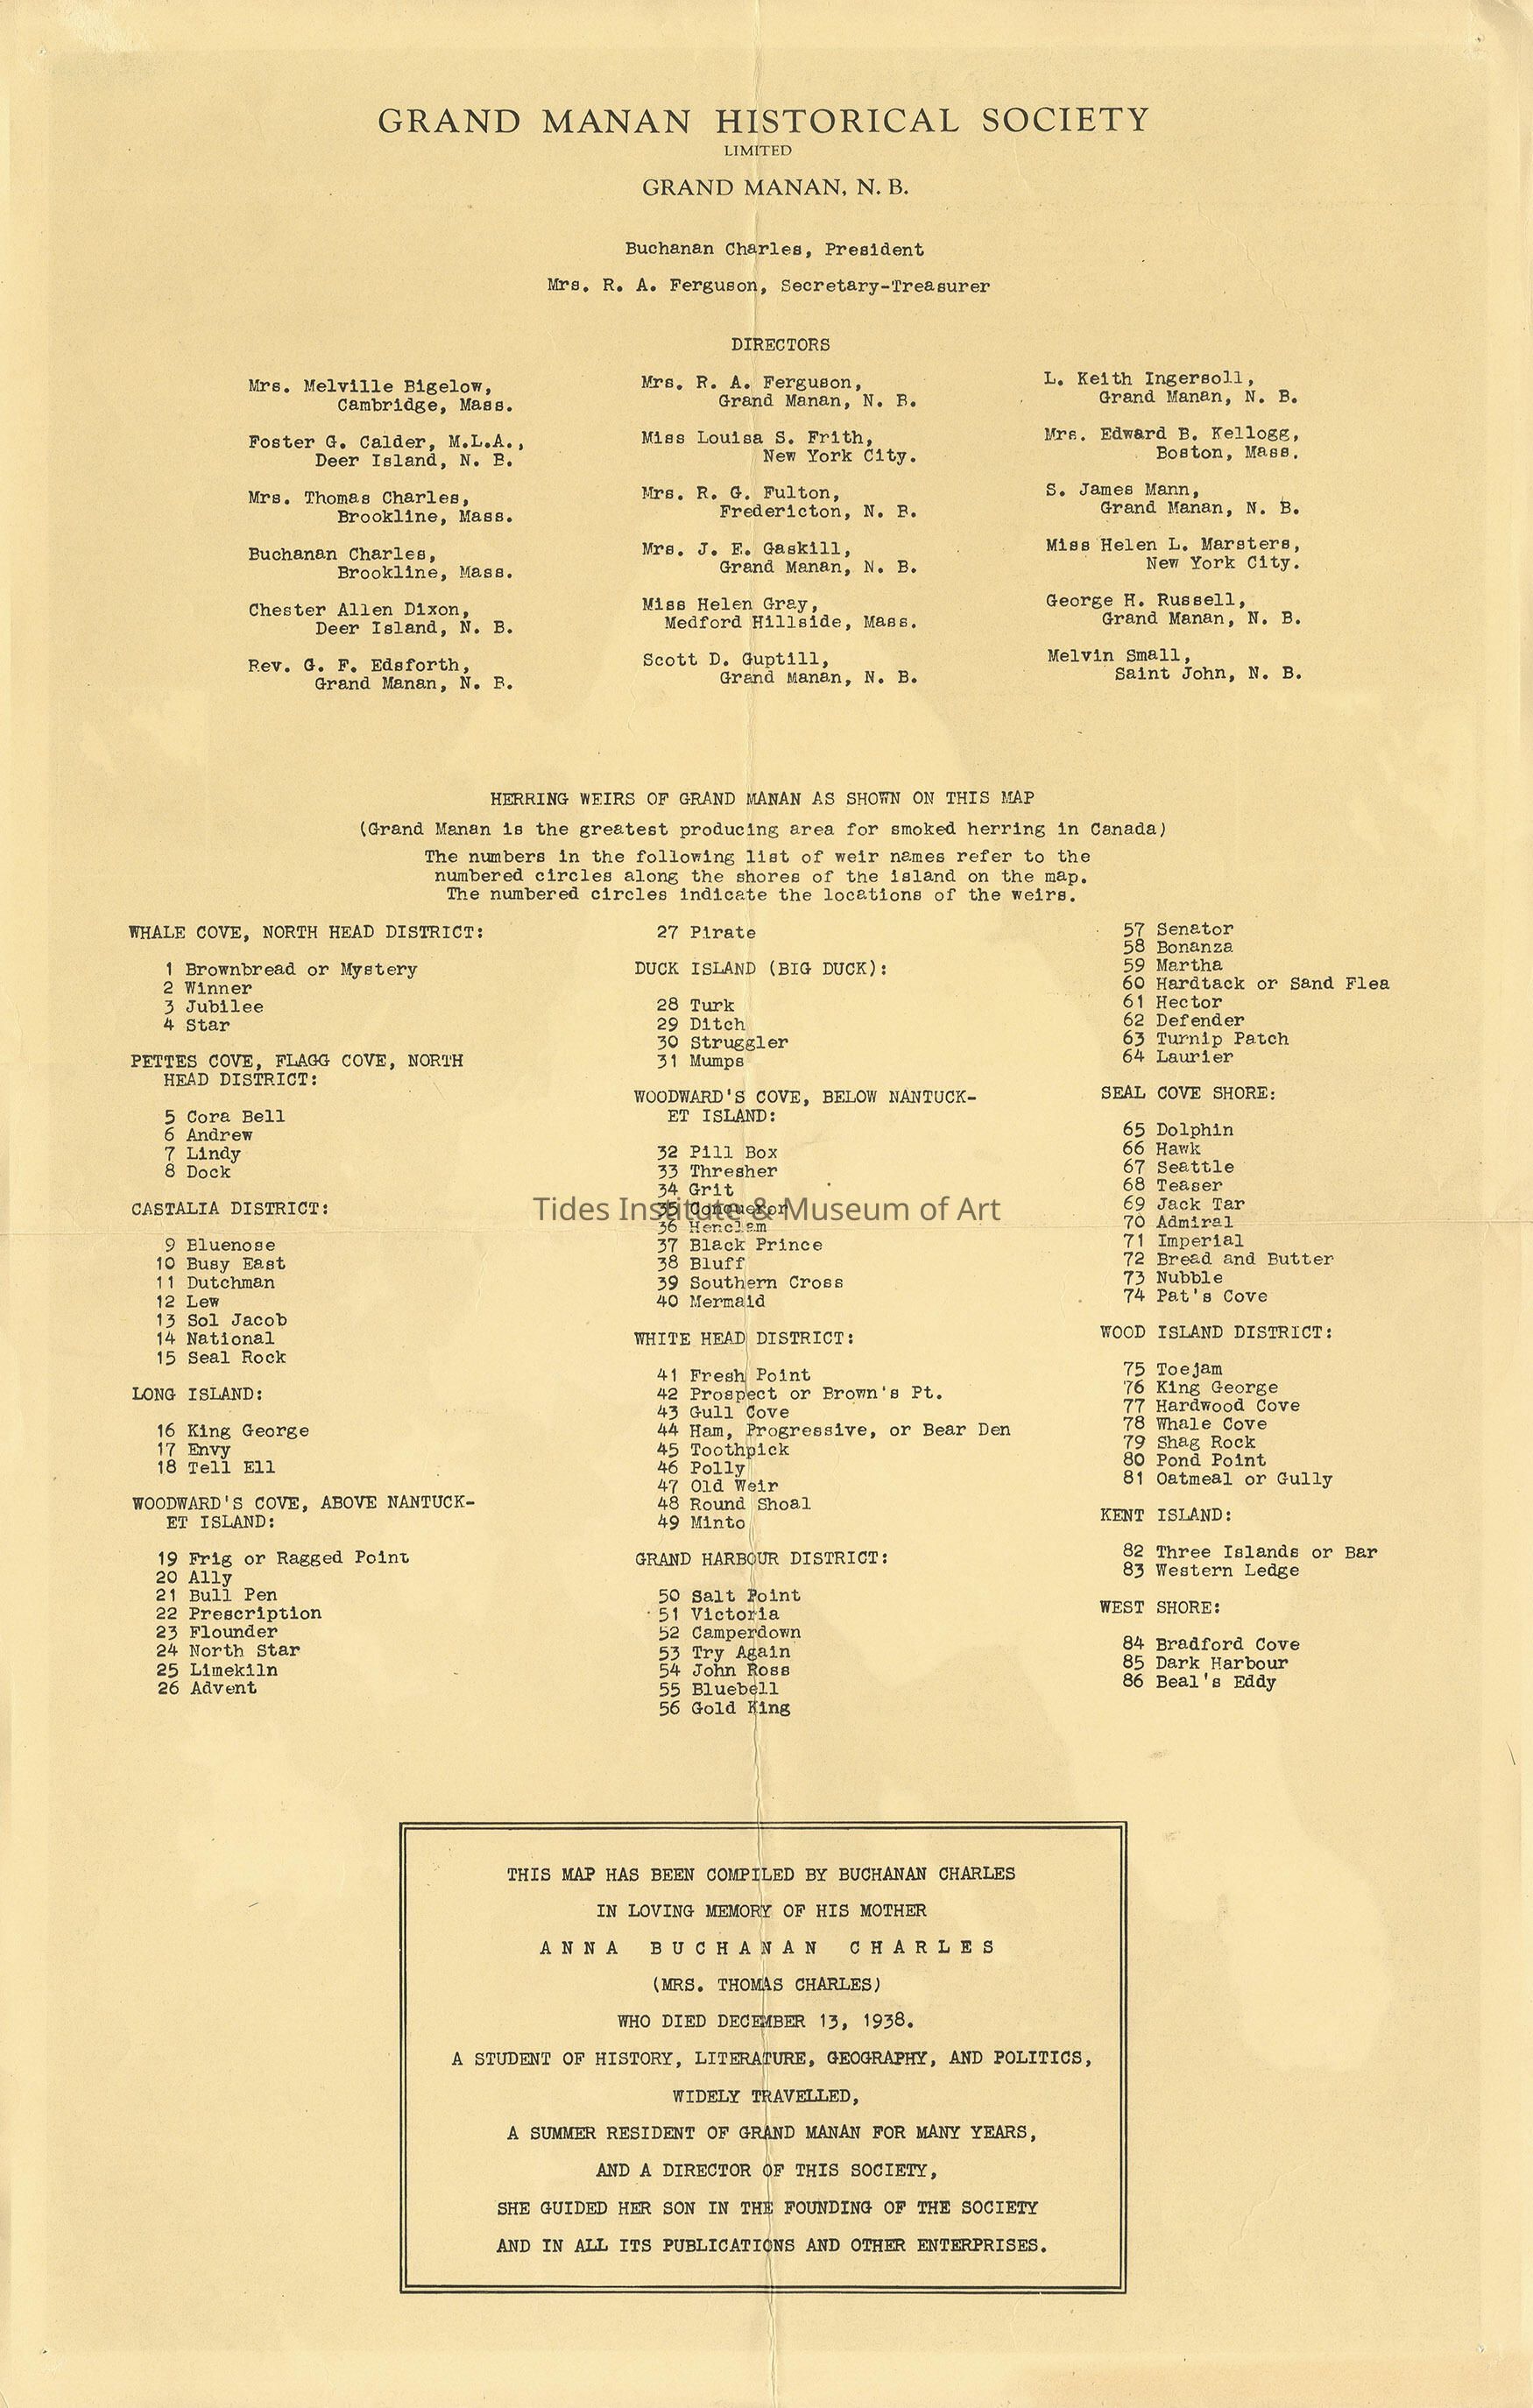 GRAND MANAN HISTORICAL SOCIETY
LIMITED
GRAND MANAN, N. B.
Buchanan Charles, President
Mrs. R. A. Ferguson, Secretary-Treasurer
DIRECTORS
Mrs. Melville Bigelow,
Cambridge, Mass.
Foster G. Calder, M.L.A.,
Deer Island, N. B.
Mrs. Thomas Charles,
Brookline, Mass.
Buchanan Charles,
Brookline, Mass.
Chester Allen Dixon,
Deer Island, N. B.
Rev. G. F. Edsforth,
Grand Manan, N. B.
Mrs. R. A. Ferguson,
Grand Manan, N. B.
Miss Louisa S. Frith,
New York City.
Mrs. R. G. Fulton,
Fredericton, N. B.
Mrs. J. E. Gaskill,
Grand Manan, N. B.
Miss Helen Gray,
Medford Hillside, Mass.
Scott D. Guptill,
Grand Manan, N. B.
L. Keith Ingersoll,
Grand Manan, N. B.
Mrs. Edward B. Kellogg,
Boston, Mass.
S. James Mann,
Grand Manan, N. B.
Miss Helen L. Marsters,
New York City.
George H. Russell,
Grand Manan, N. B.
Melvin Small,
Saint John, N. B.
HERRING WEIRS OF GRAND MANAN AS SHOWN ON THIS MAP
(Grand Manan is the greatest producing area for smoked herring in Canada)
The numbers in the following list of weir names refer to the
numbered circles along the shores of the island on the map.
The numbered circles indicate the locations of the weirs.
WHALE COVE, NORTH HEAD DISTRICT:
1 Brownbread or Mystery
2 Winner
3 Jubilee
4 Star
PETTES COVE, FLAGG COVE, NORTH
HEAD DISTRICT:
5 Cora Bell
6 Andrew
7 Lindy
8 Dock
CASTALIA DISTRICT:
9 Bluenose
10 Busy East
11 Dutchman
12 Lew
13 Sol Jacob
14 National
15 Seal Rock
LONG ISLAND:
16 King George
17 Envy
18 Tell Ell
WOODWARD'S COVE, ABOVE NANTUCK-
ET ISLAND:
19 Frig or Ragged Point
20 Ally
21 Bull Pen
22 Prescription
23 Flounder
24 North Star
25 Limekiln
26 Advent
27 Pirate
DUCK ISLAND (BIG DUCK):
28 Turk
29 Ditch
30 Struggler
31 Mumps
WOODWARD'S COVE, BELOW NANTUCK-
ET ISLAND:
32 Pill Box
33 Thresher
34 Grit
35 Conqueror
36 Henclam
37 Black Prince
38 Bluff
39 Southern Cross
40 Mermaid
WHITE HEAD DISTRICT:
41 Fresh Point
42 Prospect or Brown's Pt.
43 Gull Cove
44 Ham, Progressive, or Bear Den
45 Toothpick
46 Polly
47 Old Weir
48 Round Shoal
49 Minto
GRAND HARBOUR DISTRICT:
50 Salt Point
51 Victoria
52 Camperdown
53 Try Again
54 John Ross
55 Bluebell
56 Gold King
57 Senator
58 Bonanza
59 Martha
60 Hardtack or Sand Flea
61 Hector
62 Defender
63 Turnip Patch
64 Laurier
SEAL COVE SHORE:
65 Dolphin
66 Hawk
67 Seattle
68 Teaser
69 Jack Tar
70 Admiral
71 Imperial
72 Bread and Butter
73 Nubble
74 Pat's Cove
WOOD ISLAND DISTRICT:
75 Toejam
76 King George
77 Hardwood Cove
78 Whale Cove
79 Shag Rock
80 Pond Point
81 Oatmeal or Gully
KENT ISLAND:
82 Three Islands or Bar
83 Western Ledge
WEST SHORE:
84 Bradford Cove
85 Dark Harbour
86 Beal's Eddy
Tides Institute & Museum of Art
THIS MAP HAS BEEN COMPILED BY BUCHANAN CHARLES
IN LOVING MEMORY OF HIS MOTHER
ANNA BUCHANAN CHARLES
(MRS. THOMAS CHARLES)
WHO DIED DECEMBER 13, 1938.
A STUDENT OF HISTORY, LITERATURE, GEOGRAPHY, AND POLITICS,
WIDELY TRAVELLED,
A SUMMER RESIDENT OF GRAND MANAN FOR MANY YEARS,
AND A DIRECTOR OF THIS SOCIETY,
SHE GUIDED HER SON IN THE FOUNDING OF THE SOCIETY
AND IN ALL ITS PUBLICATIONS AND OTHER ENTERPRISES.